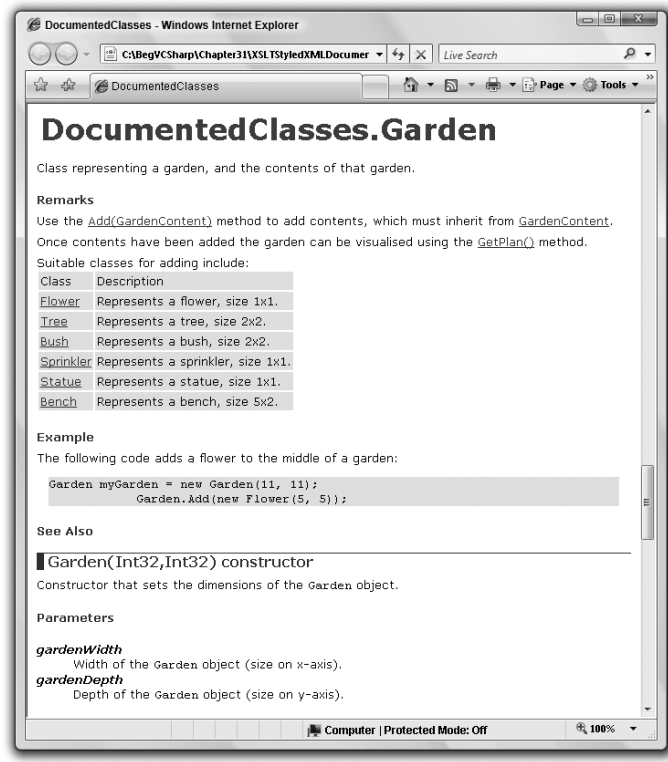 DocumentedClasses - Windows Internet Explorer
C:\BegVCSharp\Chapter31\XSLTStyledXMLDocumer
Live Search
DocumentedClasses
Page
Tools
DocumentedClasses.Garden
Class representing a garden, and the contents of that garden.
Remarks
Use the Add(GardenContent) method to add contents, which must inherit from GardenContent.
Once contents have been added the garden can be visualised using the GetPlan() method.
Suitable classes for adding include:
Class Description
Flower Represents a flower, size 1x1.
Tree Represents a tree, size 2x2.
Bush Represents a bush, size 2x2.
Sprinkler Represents a sprinkler, size 1x1.
Statue Represents a statue, size 1x1.
Bench Represents a bench, size 5x2.
Example
The following code adds a flower to the middle of a garden:
Garden myGarden = new Garden(11, 11);
Garden.Add(new Flower(5, 5));
See Also
Garden(Int32,Int32) constructor
Constructor that sets the dimensions of the Garden object.
Parameters
gardenWidth
Width of the Garden object (size on x-axis).
gardenDepth
Depth of the Garden object (size on y-axis).
Computer | Protected Mode: Off
100%